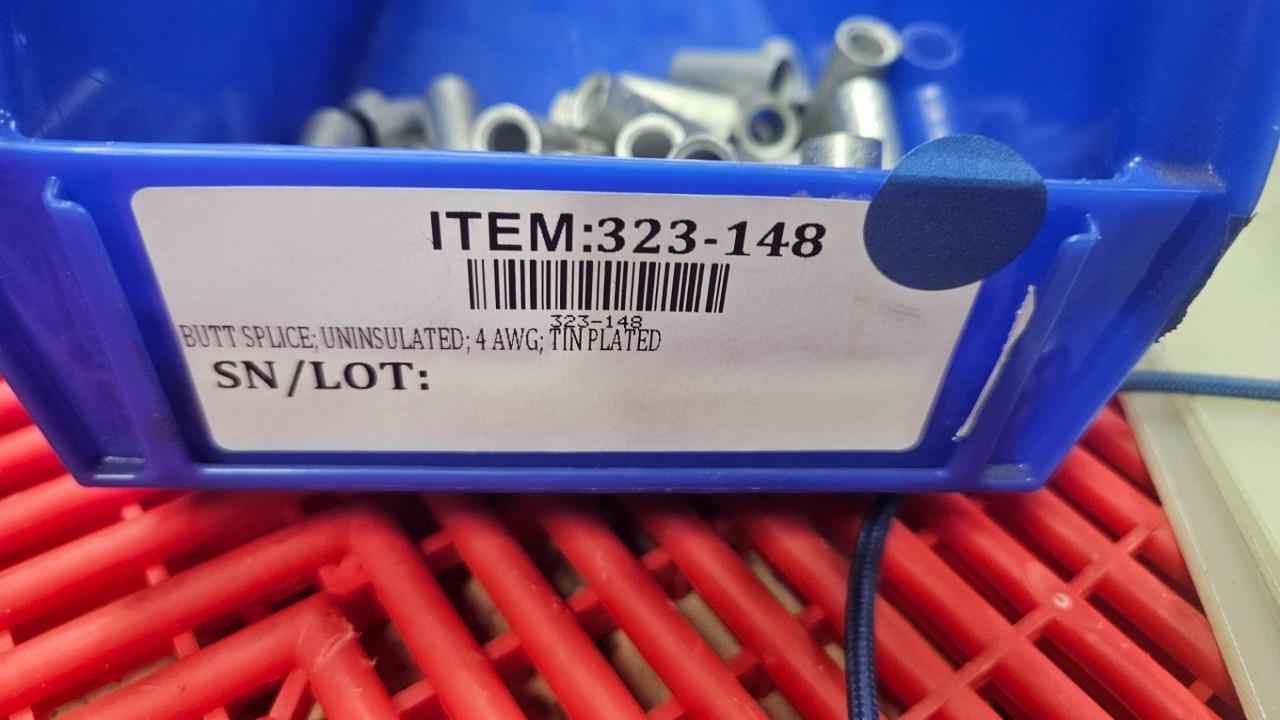 ITEM:323-148
323-148
BUTT SPLICE; UNINSULATED; 4 AWG; TIN PLATED
SN/LOT: